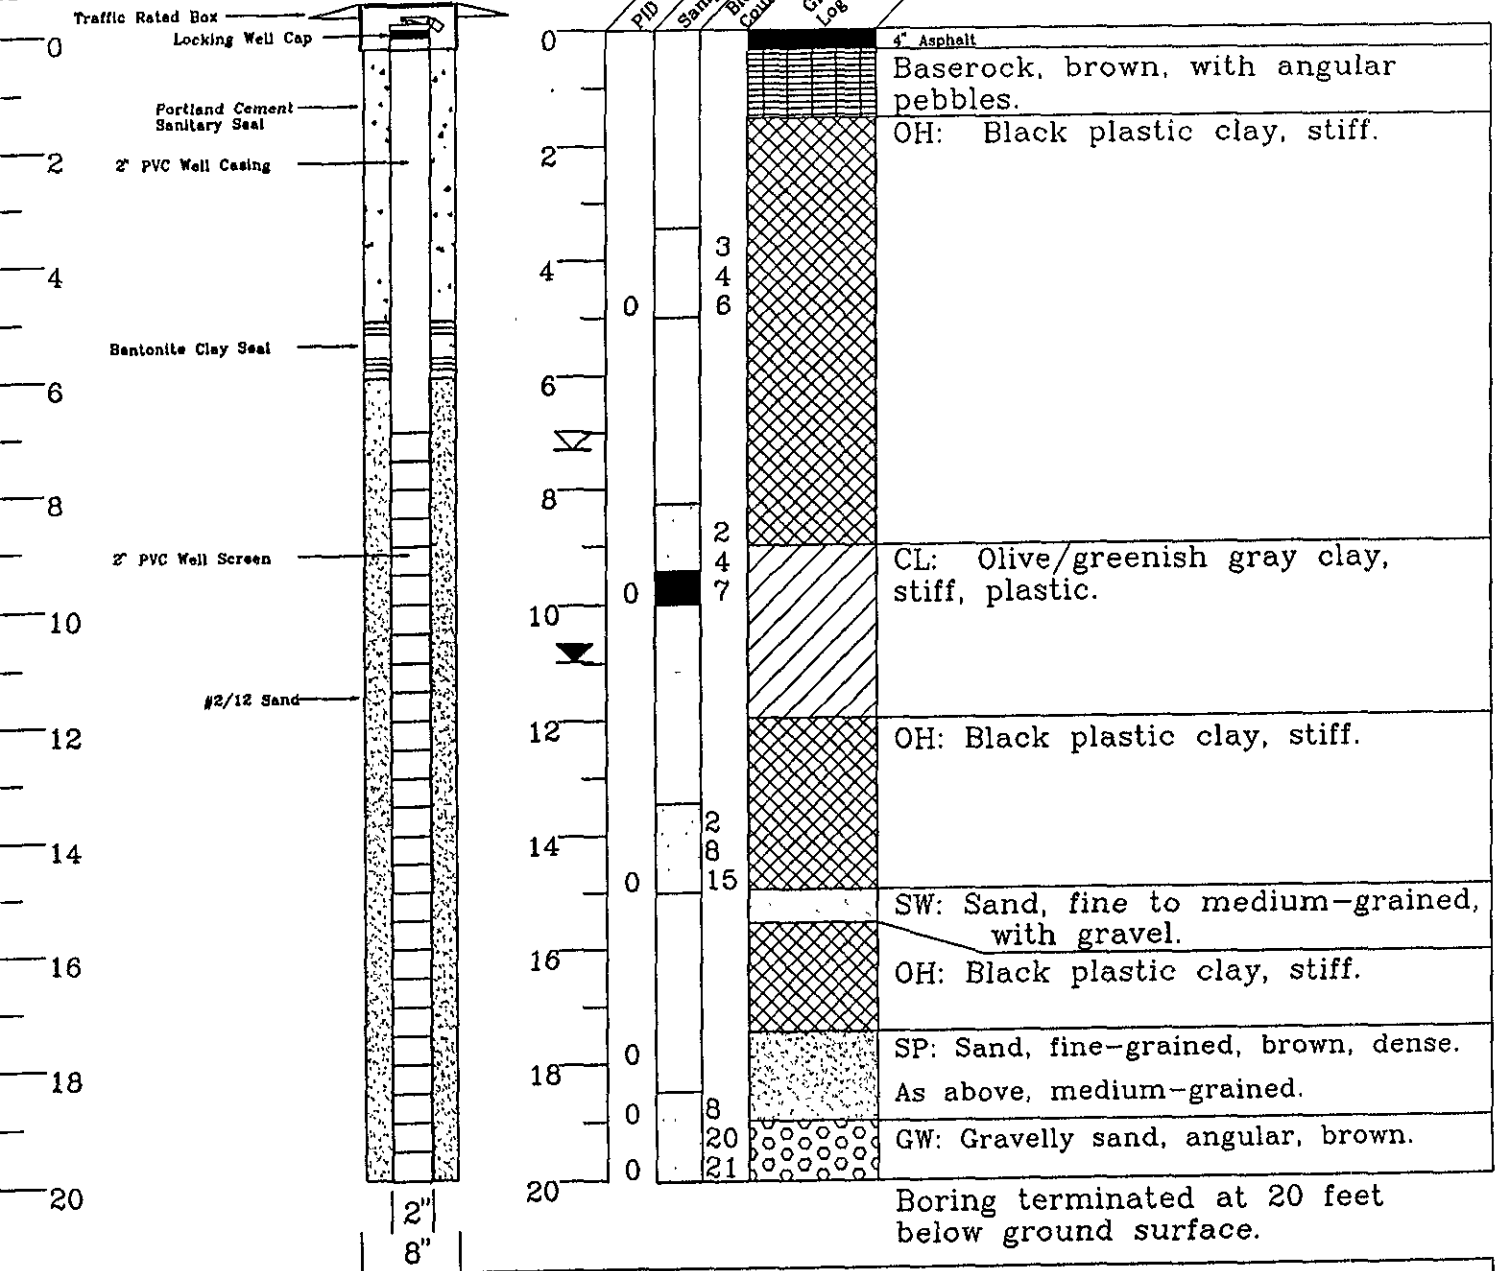 Traffic Rated Box
Locking Well Cap
Portland Cement
Sanitary Seal
2" PVC Well Casing
Bentonite Clay Seal
2" PVC Well Screen
#2/12 Sand
0
2
4
6
8
10
12
14
16
18
20
2"
8"
PID
0
2
4
6
8
10
12
14
16
18
20
0
0
0
0
0
0
3
4
6
2
4
7
2
8
15
8
20
21
Log
4" Asphalt
Baserock, brown, with angular
pebbles.
OH: Black plastic clay, stiff.
CL: Olive/greenish gray clay,
stiff, plastic.
OH: Black plastic clay, stiff.
SW: Sand, fine to medium-grained,
with gravel.
OH: Black plastic clay, stiff.
SP: Sand, fine-grained, brown, dense.
As above, medium-grained.
GW: Gravelly sand, angular, brown.
Boring terminated at 20 feet
below ground surface.